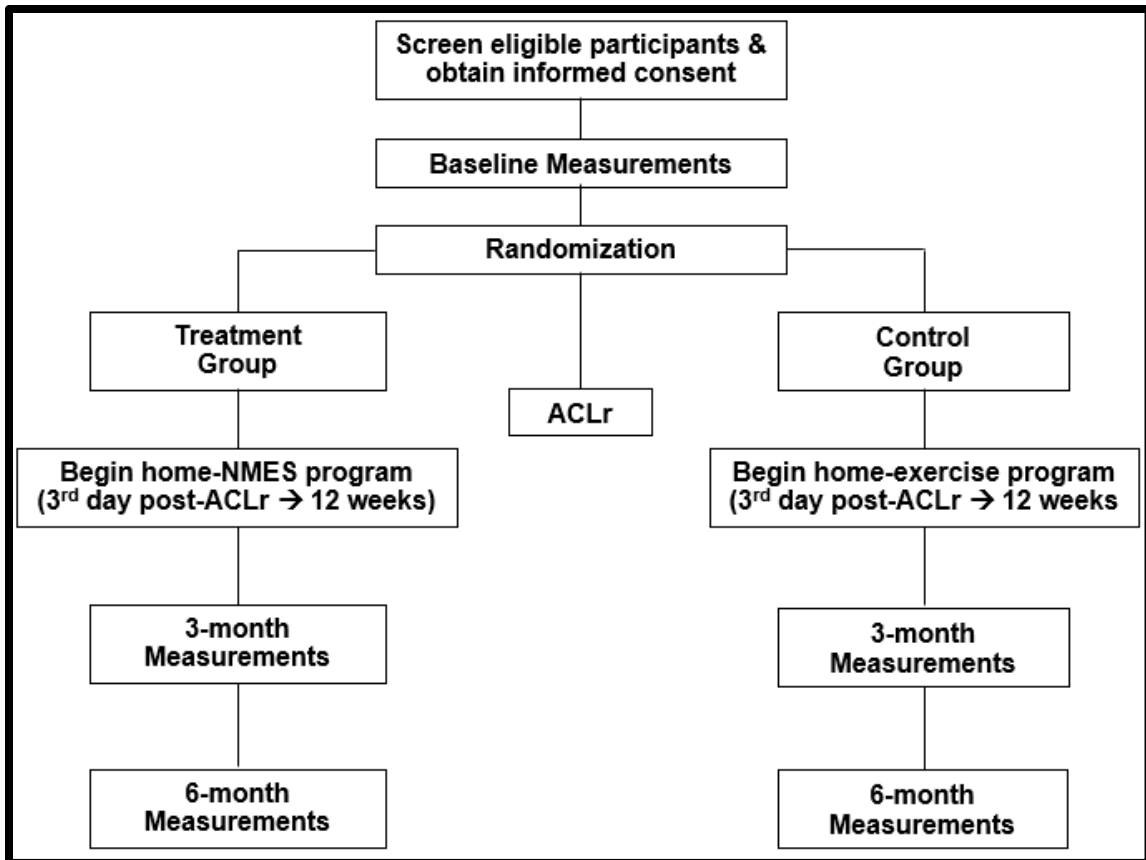 Screen eligible participants &
obtain informed consent
Baseline Measurements
Randomization
Treatment
Group
Control
Group
ACLr
Begin home-NMES program
(3rd day post-ACLr → 12 weeks)
Begin home-exercise program
(3rd day post-ACLr → 12 weeks
3-month
Measurements
3-month
Measurements
6-month
Measurements
6-month
Measurements